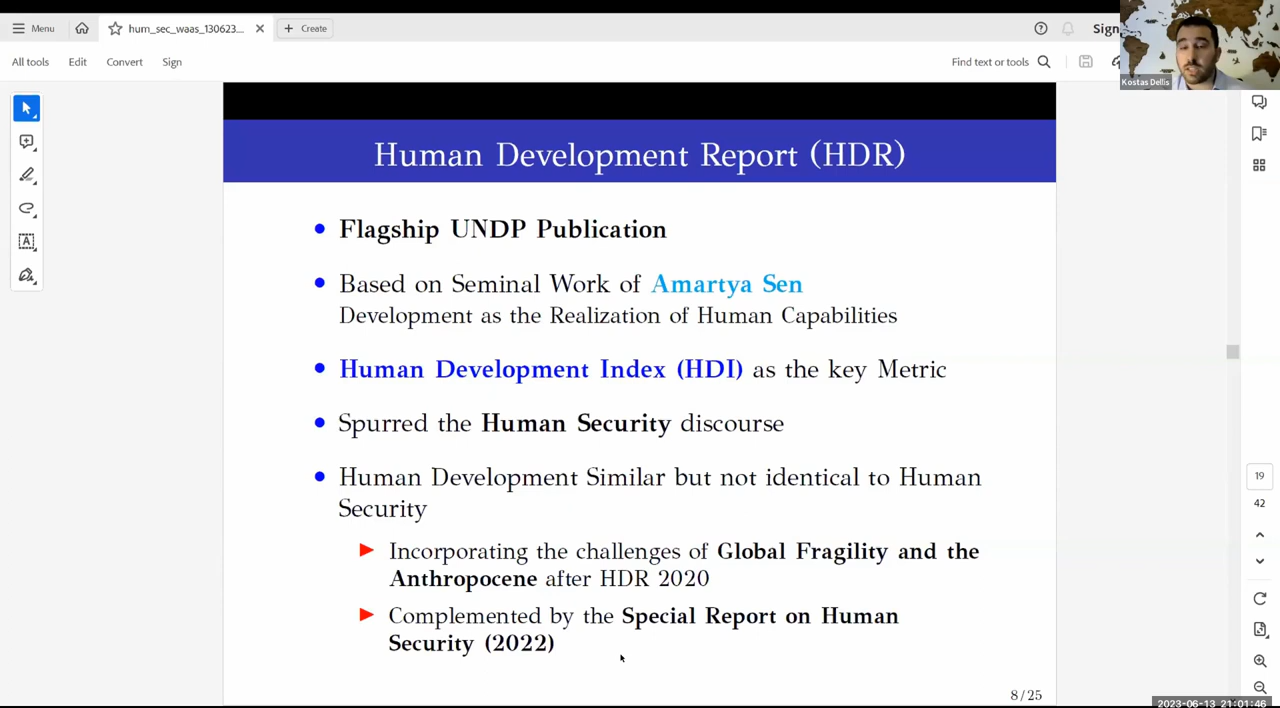 Menu
hum_sec_waas_130623...
Create
Sign
All tools
Edit
Convert
Sign
Find text or tools
Kostas Dellis
Human Development Report (HDR)
Flagship UNDP Publication
Based on Seminal Work of Amartya Sen
Development as the Realization of Human Capabilities
Human Development Index (HDI) as the key Metric
Spurred the Human Security discourse
Human Development Similar but not identical to Human
Security
Incorporating the challenges of Global Fragility and the
Anthropocene after HDR 2020
Complemented by the Special Report on Human
Security (2022)
8/25
19
42
2023-06-13 21:01:46